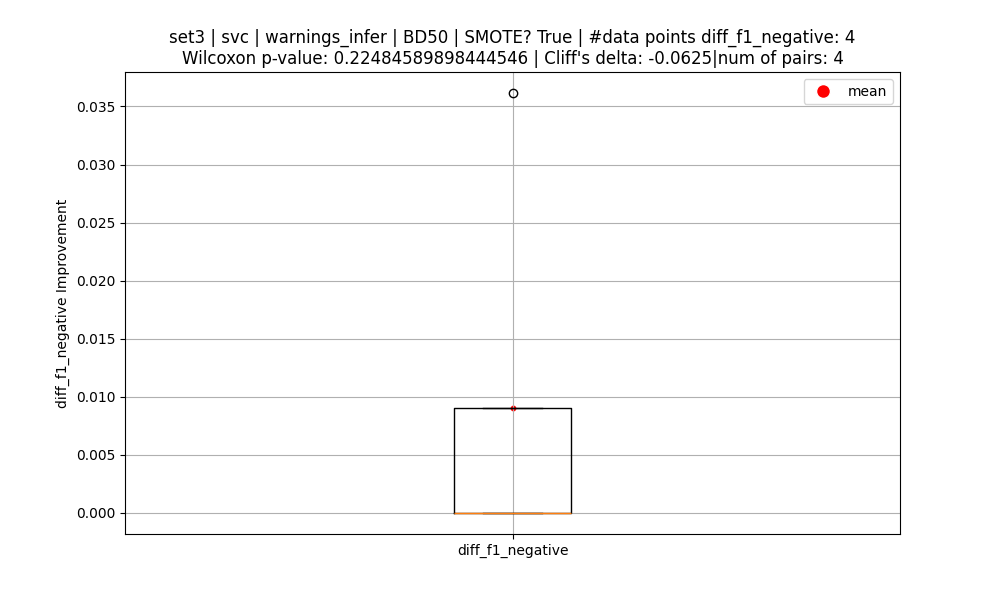 set3 | svc | warnings_infer | BD50 | SMOTE? True | #data points diff_f1_negative: 4
Wilcoxon p-value: 0.22484589898444546 | Cliff's delta: -0.0625|num of pairs: 4
mean
diff_f1_negative Improvement
0.035
0.030
0.025
0.020
0.015
0.010
0.005
0.000
diff_f1_negative